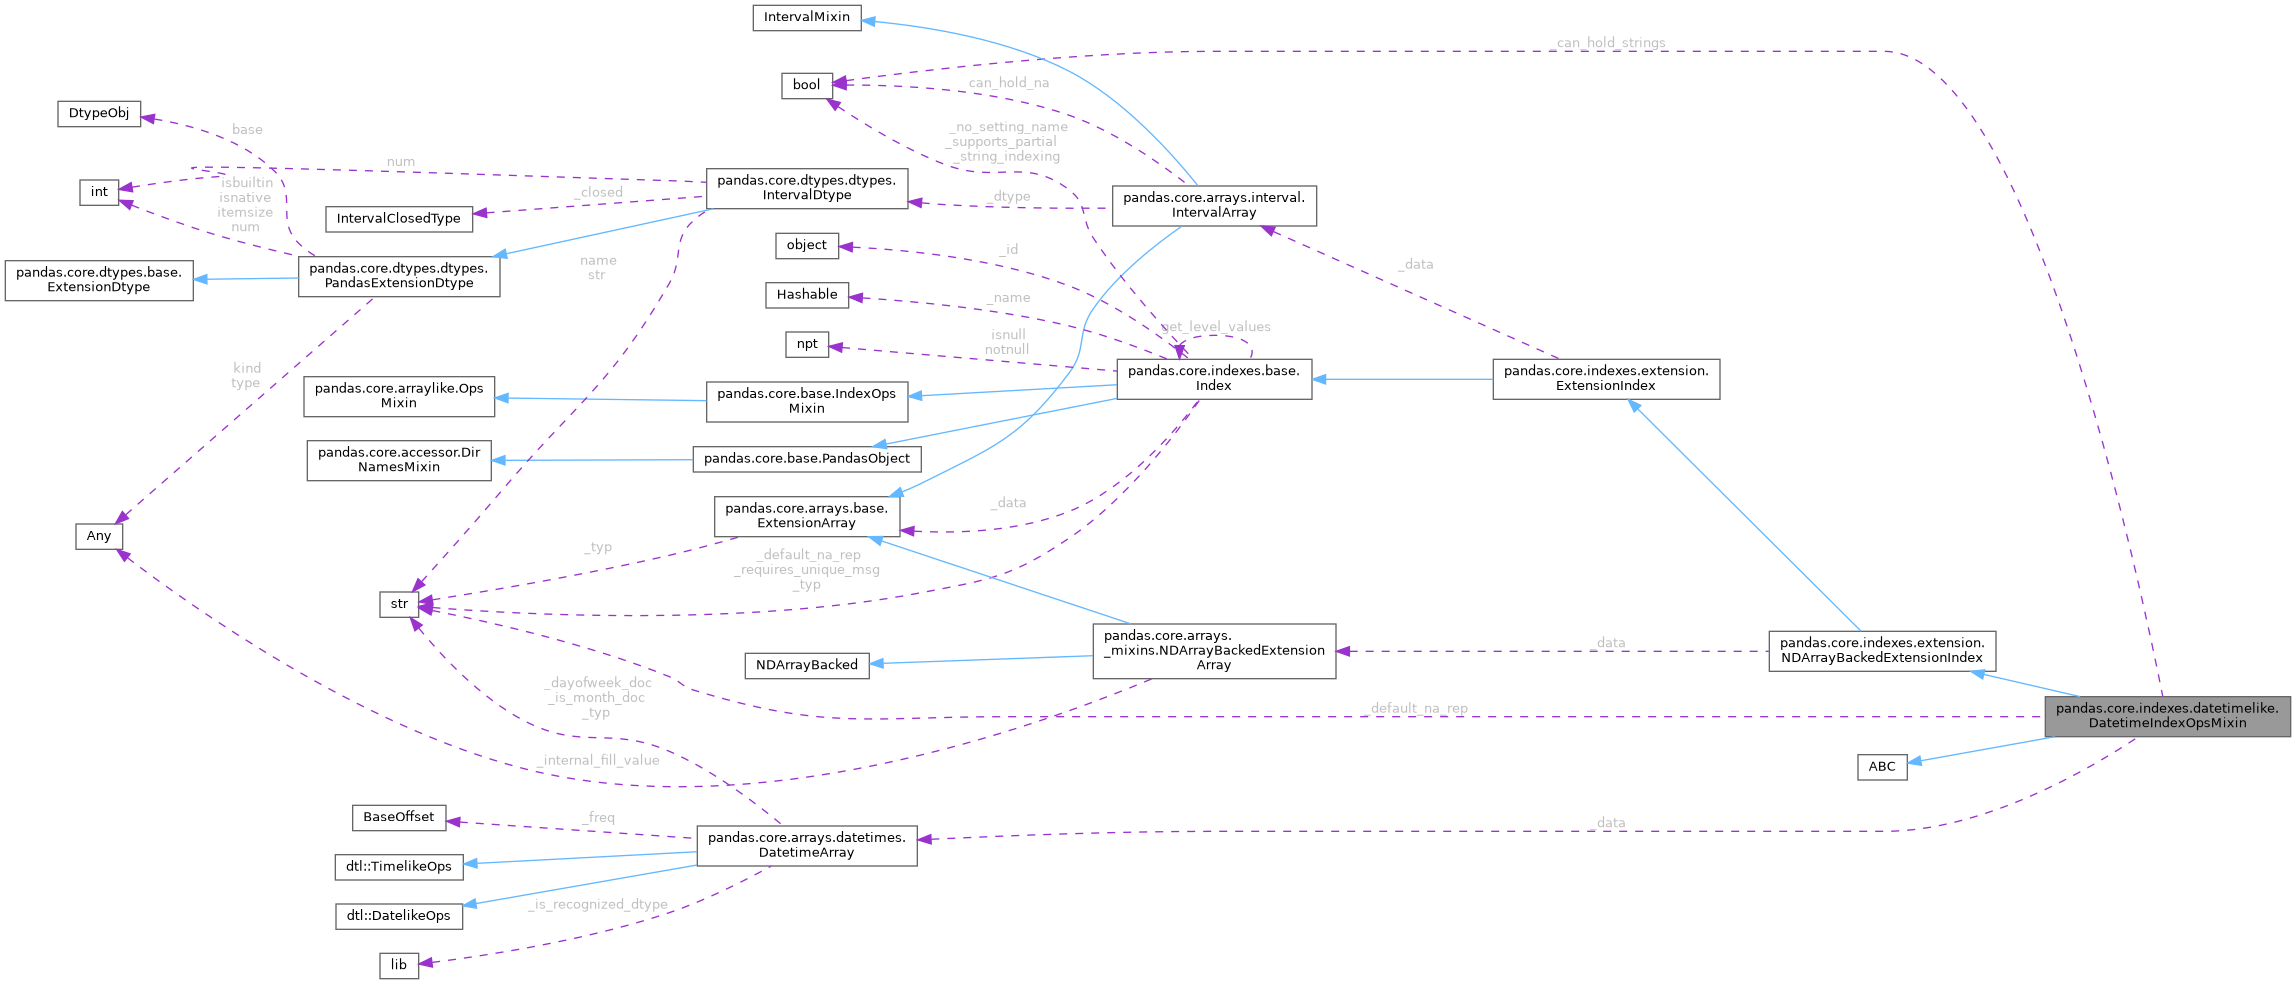 IntervalMixin
_can_hold_strings
bool
can_hold_na
DtypeObj
base
_no_setting_name
_supports_partial
_string_indexing
num
int
isbuiltin
isnative
itemsize
num
pandas.core.dtypes.dtypes.
IntervalDtype
_closed
IntervalClosedType
_dtype
pandas.core.arrays.interval.
IntervalArray
object
_id
name
str
_data
pandas.core.dtypes.base.
ExtensionDtype
pandas.core.dtypes.dtypes.
PandasExtensionDtype
Hashable
_name
npt
isnull
notnull
get_level_values
kind
type
pandas.core.arraylike.Ops
Mixin
pandas.core.base.IndexOps
Mixin
pandas.core.indexes.base.
Index
pandas.core.indexes.extension.
ExtensionIndex
pandas.core.accessor.Dir
NamesMixin
pandas.core.base.PandasObject
pandas.core.arrays.base.
ExtensionArray
_data
Any
_typ
_default_na_rep
_requires_unique_msg
_typ
str
NDArrayBacked
pandas.core.arrays.
_mixins.NDArrayBackedExtension
Array
_data
pandas.core.indexes.extension.
NDArrayBackedExtensionIndex
_dayofweek_doc
_is_month_doc
_typ
_default_na_rep
pandas.core.indexes.datetimelike.
DatetimeIndexOpsMixin
_internal_fill_value
ABC
BaseOffset
_freq
pandas.core.arrays.datetimes.
DatetimeArray
_data
dtl::TimelikeOps
dtl::DatelikeOps
_is_recognized_dtype
lib